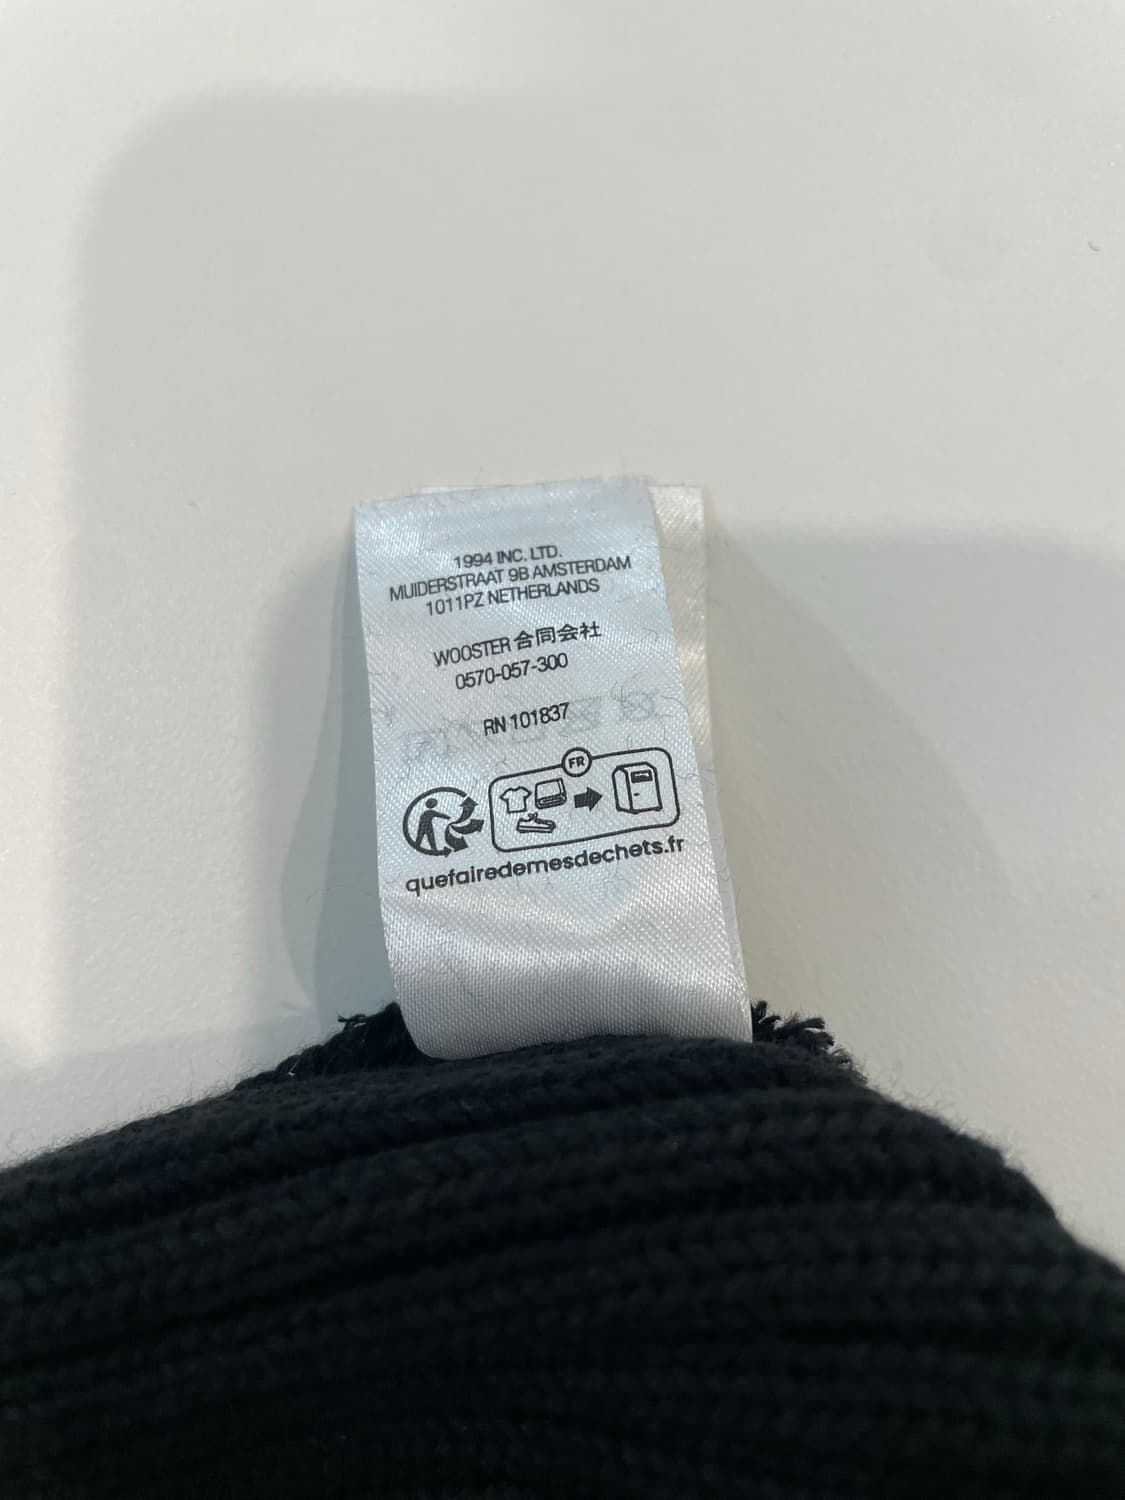 1994 INC. LTD.
MUIDERSTRAAT 9B AMSTERDAM
1011PZ NETHERLANDS
WOOSTER 合同会社
0570-057-300
RN 101837
FR
quefairedemesdechets.fr